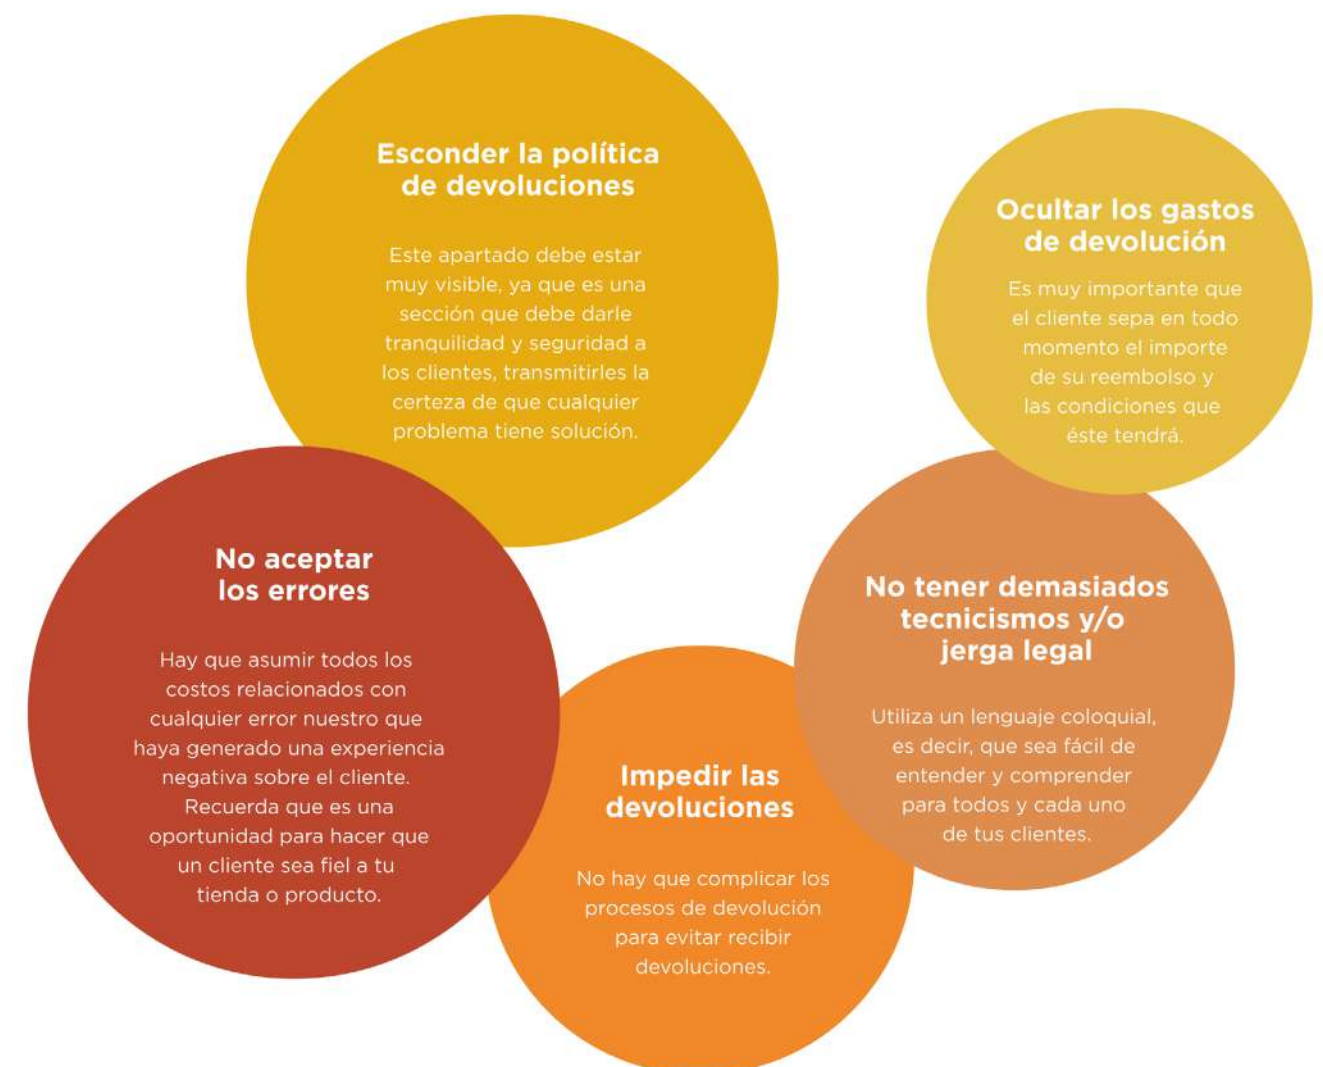 Esconder la política
de devoluciones
Este apartado debe estar
muy visible, ya que es una
sección que debe darle
tranquilidad y seguridad a
los clientes, transmitirles la
certeza de que cualquier
problema tiene solución.
Ocultar los gastos
de devolución
Es muy importante que
el cliente sepa en todo
momento el importe
de su reembolso y
las condiciones que
éste tendrá.
No aceptar
los errores
Hay que asumir todos los
costos relacionados con
cualquier error nuestro que
haya generado una experiencia
negativa sobre el cliente.
Recuerda que es una
oportunidad para hacer que
un cliente sea fiel a tu
tienda o producto.
No tener demasiados
tecnicismos y/o
jerga legal
Utiliza un lenguaje coloquial,
es decir, que sea fácil de
entender y comprender
para todos y cada uno
de tus clientes.
Impedir las
devoluciones
No hay que complicar los
procesos de devolución
para evitar recibir
devoluciones.